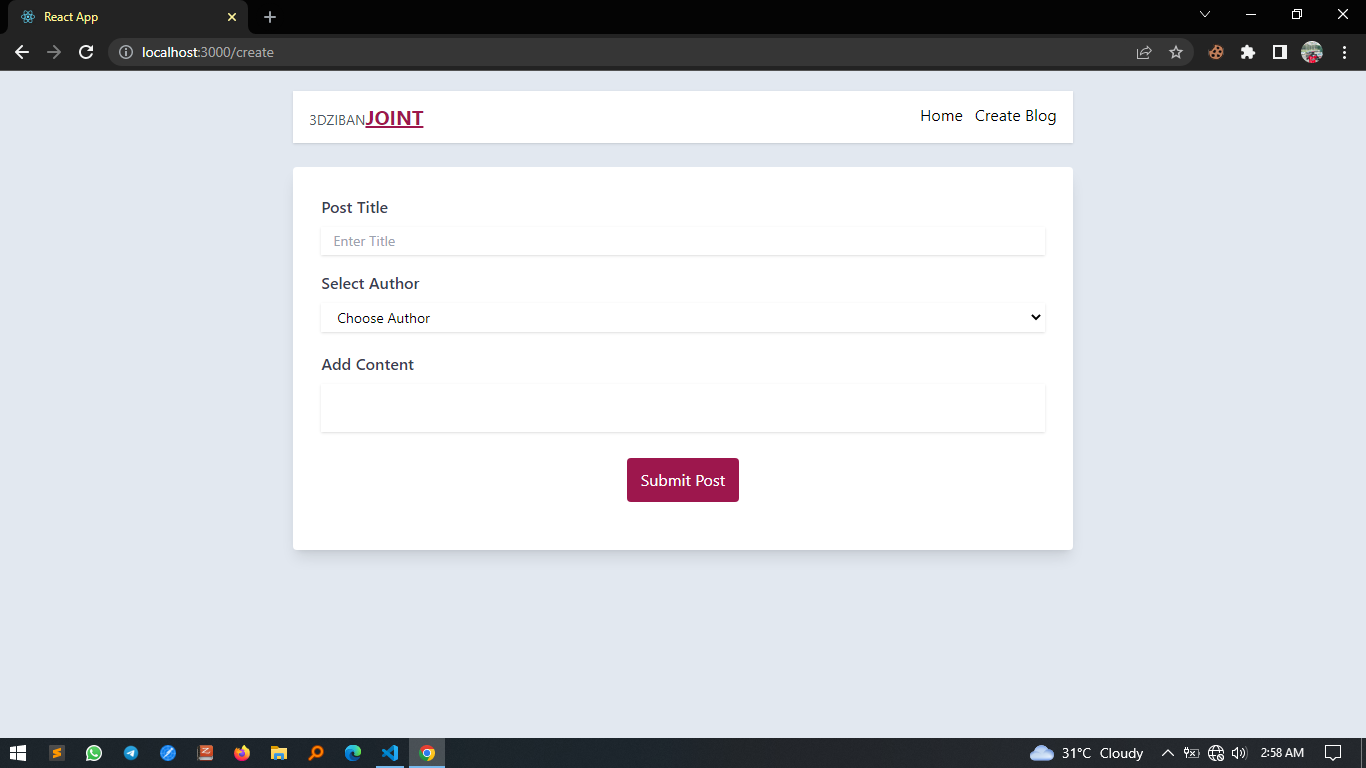 React App
localhost:3000/create
3DZIBANJOINT
Home Create Blog
Post Title
Enter Title
Select Author
Choose Author
Add Content
Submit Post
31°C Cloudy
2:58 AM